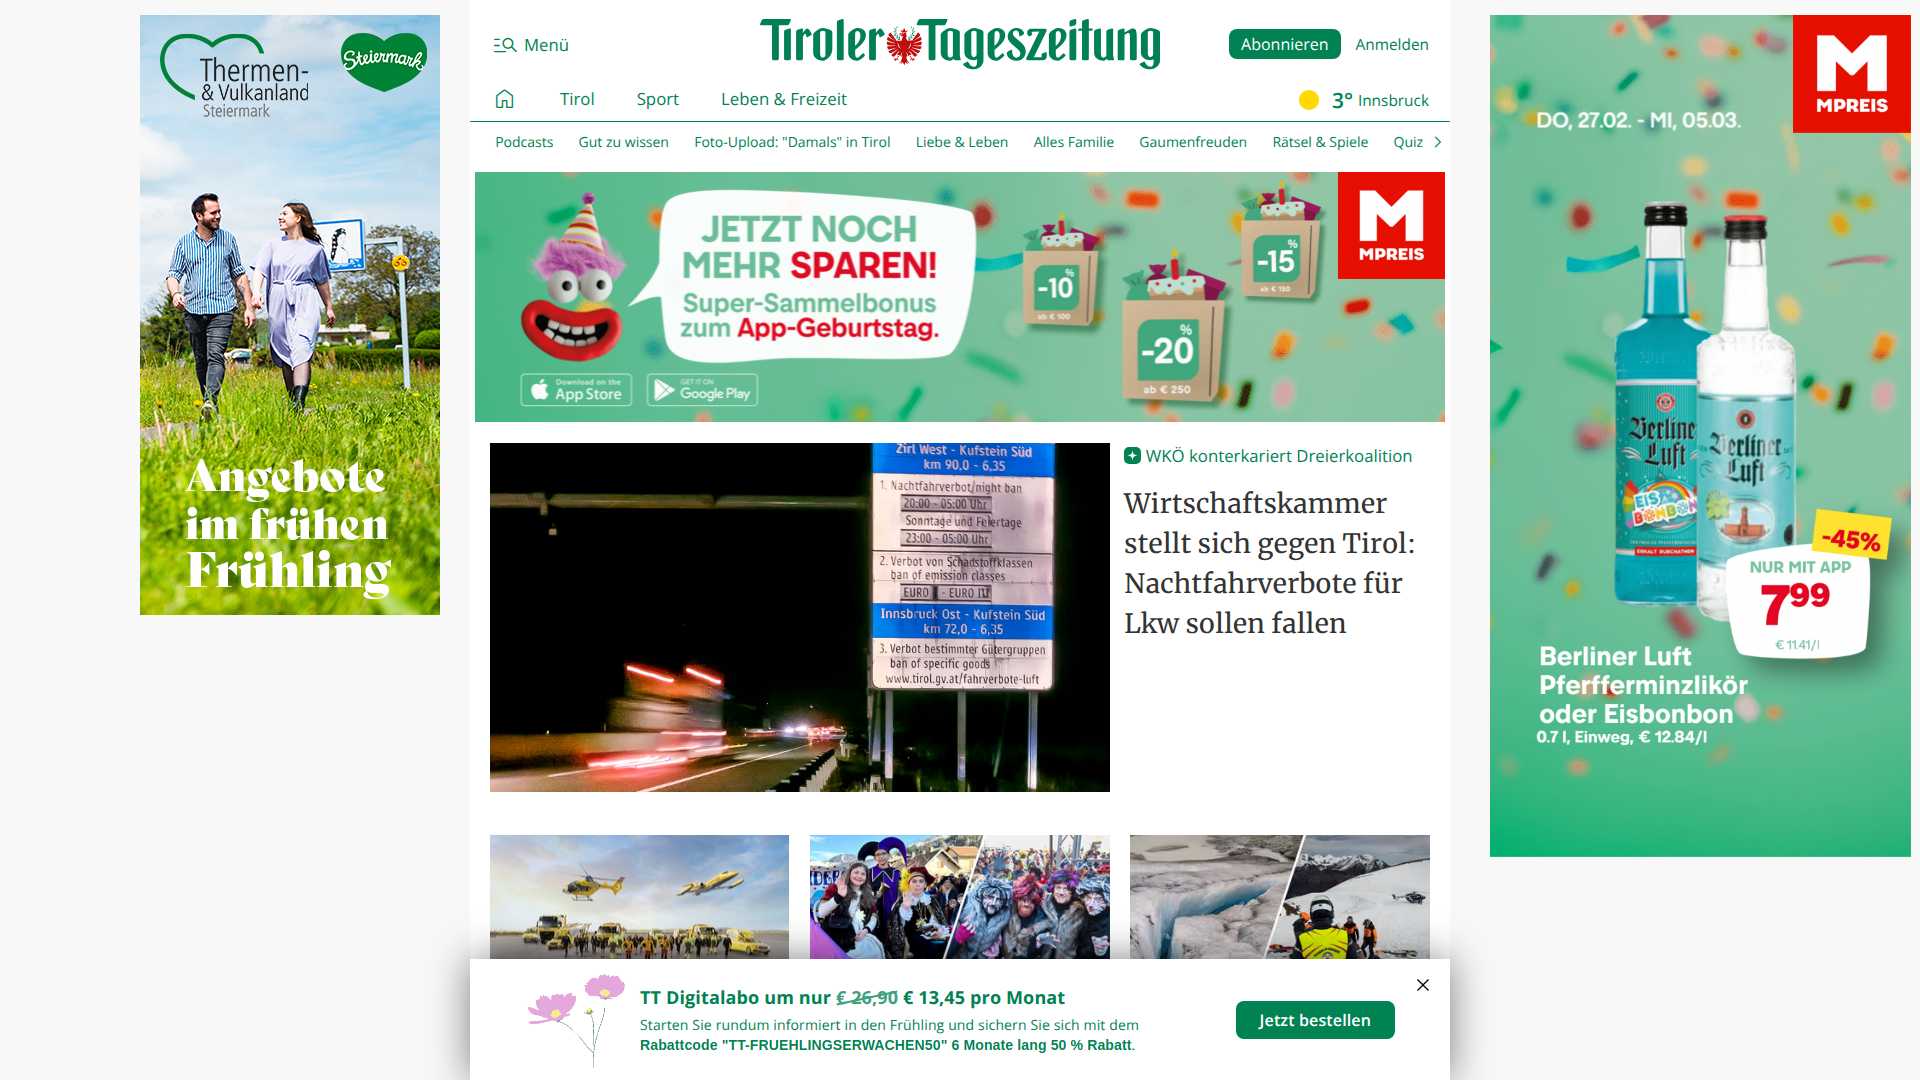 Thermen-
& Vulkanland
Steiermark
Steiermark
Angebote
im frühen
Frühling
Menü
Tiroler Tageszeitung
Abonnieren
Anmelden
Tirol
Sport
Leben & Freizeit
3° Innsbruck
Podcasts
Gut zu wissen
Foto-Upload: "Damals" in Tirol
Liebe & Leben
Alles Familie
Gaumenfreuden
Rätsel & Spiele
Quiz
JETZT NOCH
MEHR SPAREN!
Super-Sammelbonus
zum App-Geburtstag.
Download on the
App Store
GET IT ON
Google Play
-10%
ab € 100
-20%
ab € 250
-15%
ab € 150
MPREIS
Zirl West - Kufstein Süd
km 90.0 - 6,35
1. Nachtfahrverbot/night ban
20:00 - 05:00 Uhr
Sonntage und Feiertage
23:00 - 05:00 Uhr
2. Verbot von Schadstoffklassen
ban of emission classes
EURO - EURO IV
Innsbruck Ost - Kufstein Süd
km 72,0 - 6,35
3. Verbot bestimmter Gütergruppen
ban of specific goods
www.tirol.gv.at/fahrverbote-luft
WKÖ konterkariert Dreierkoalition
Wirtschaftskammer
stellt sich gegen Tirol:
Nachtfahrverbote für
Lkw sollen fallen
TT Digitalabo um nur € 26,90 € 13,45 pro Monat
Starten Sie rundum informiert in den Frühling und sichern Sie sich mit dem
Rabattcode "TT-FRUEHLINGSERWACHEN50" 6 Monate lang 50 % Rabatt.
Jetzt bestellen
MPREIS
DO, 27.02. - MI, 05.03.
Berliner
Luft
EIS
BONBON
Berliner
Luft
-45%
NUR MIT APP
799
€ 11.41/l
Berliner Luft
Pferfferminzlikör
oder Eisbonbon
0.7 l, Einweg, € 12.84/l